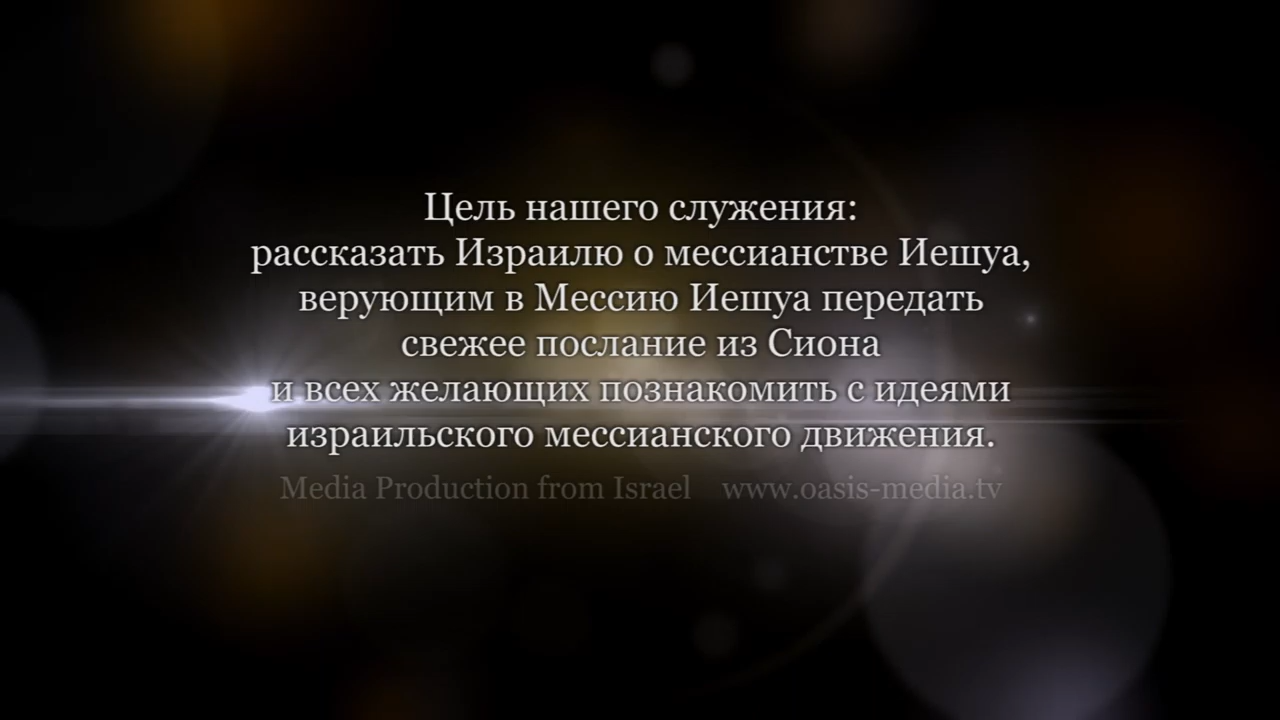 Цель нашего служения:
рассказать Израилю о мессианстве Иешуа,
верующим в Мессию Иешуа передать
свежее послание из Сиона
и всех желающих познакомить с идеями
израильского мессианского движения.
Media Production from Israel www.oasis-media.tv